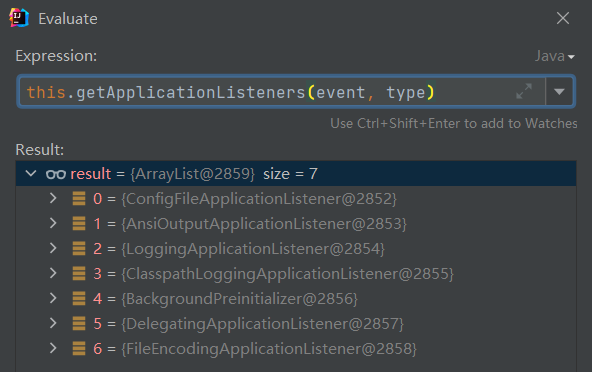 Evaluate
Expression:
Java
this.getApplicationListeners(event, type)
Use Ctrl+Shift+Enter to add to Watches
Result:
result = {ArrayList@2859} size = 7
0 = {ConfigFileApplicationListener@2852}
1 = {AnsiOutputApplicationListener@2853}
2 = {LoggingApplicationListener@2854}
3 = {ClasspathLoggingApplicationListener@2855}
4 = {BackgroundPreinitializer@2856}
5 = {DelegatingApplicationListener@2857}
6 = {FileEncodingApplicationListener@2858}